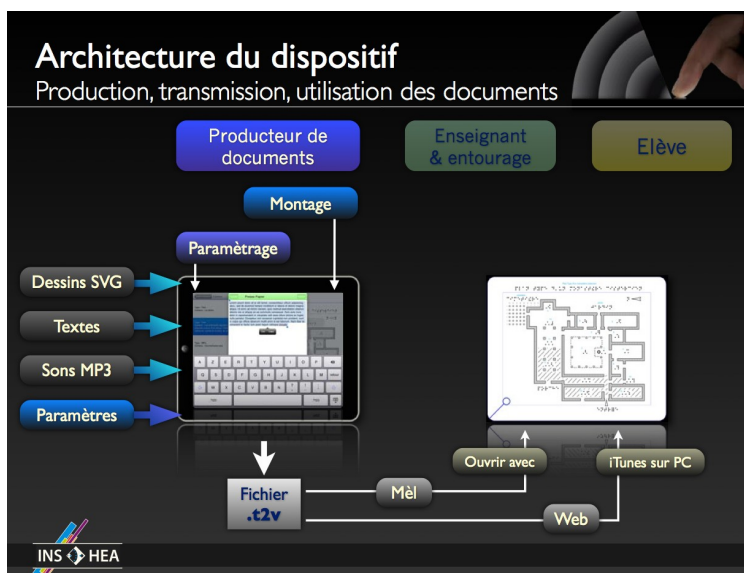 Architecture du dispositif
Production, transmission, utilisation des documents
Producteur de
documents
Enseignant
& entourage
Elève
Montage
Paramètrage
Dessins SVG
Textes
Sons MP3
Paramètres
Ouvrir avec
iTunes sur PC
Fichier
.t2v
Mèl
Web
INS HEA